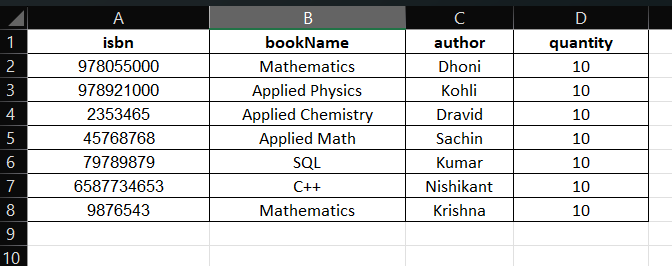 A B C D
1 isbn bookName author quantity
2 978055000 Mathematics Dhoni 10
3 978921000 Applied Physics Kohli 10
4 2353465 Applied Chemistry Dravid 10
5 45768768 Applied Math Sachin 10
6 79789879 SQL Kumar 10
7 6587734653 C++ Nishikant 10
8 9876543 Mathematics Krishna 10
9
10